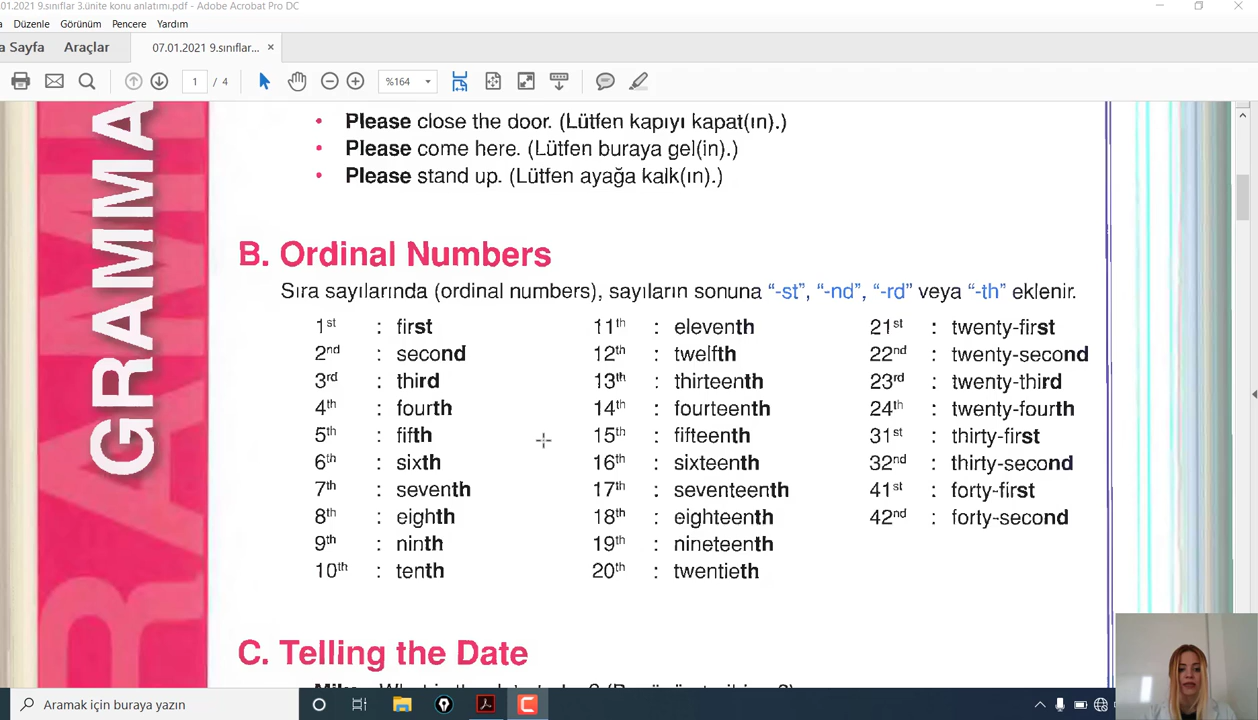 .01.2021 9.sınıflar 3.ünite konu anlatımı.pdf - Adobe Acrobat Pro DC
Düzenle Görünüm Pencere Yardım
a Sayfa Araçlar 07.01.2021 9.sınıflar... ×
1 / 4 %164
GRAMMA
• Please close the door. (Lütfen kapıyı kapat(ın).)
• Please come here. (Lütfen buraya gel(in).)
• Please stand up. (Lütfen ayağa kalk(ın).)
B. Ordinal Numbers
Sıra sayılarında (ordinal numbers), sayıların sonuna “-st”, “-nd”, “-rd” veya “-th” eklenir.
1st : first 11th : eleventh 21st : twenty-first
2nd : second 12th : twelfth 22nd : twenty-second
3rd : third 13th : thirteenth 23rd : twenty-third
4th : fourth 14th : fourteenth 24th : twenty-fourth
5th : fifth 15th : fifteenth 31st : thirty-first
6th : sixth 16th : sixteenth 32nd : thirty-second
7th : seventh 17th : seventeenth 41st : forty-first
8th : eighth 18th : eighteenth 42nd : forty-second
9th : ninth 19th : nineteenth
10th : tenth 20th : twentieth
C. Telling the Date
Aramak için buraya yazın